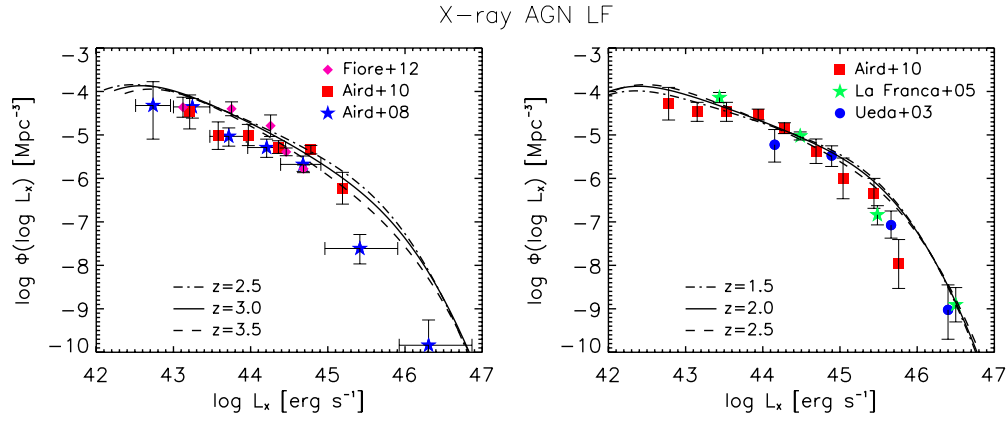 X-ray AGN LF
-3
-4
-5
-6
-7
-8
-9
-10
log Φ(log Lx) [Mpc⁻³]
Fiore+12
Aird+10
Aird+08
z=2.5
z=3.0
z=3.5
42 43 44 45 46 47
log Lx [erg s⁻¹]
-3
-4
-5
-6
-7
-8
-9
-10
log Φ(log Lx) [Mpc⁻³]
Aird+10
La Franca+05
Ueda+03
z=1.5
z=2.0
z=2.5
42 43 44 45 46 47
log Lx [erg s⁻¹]